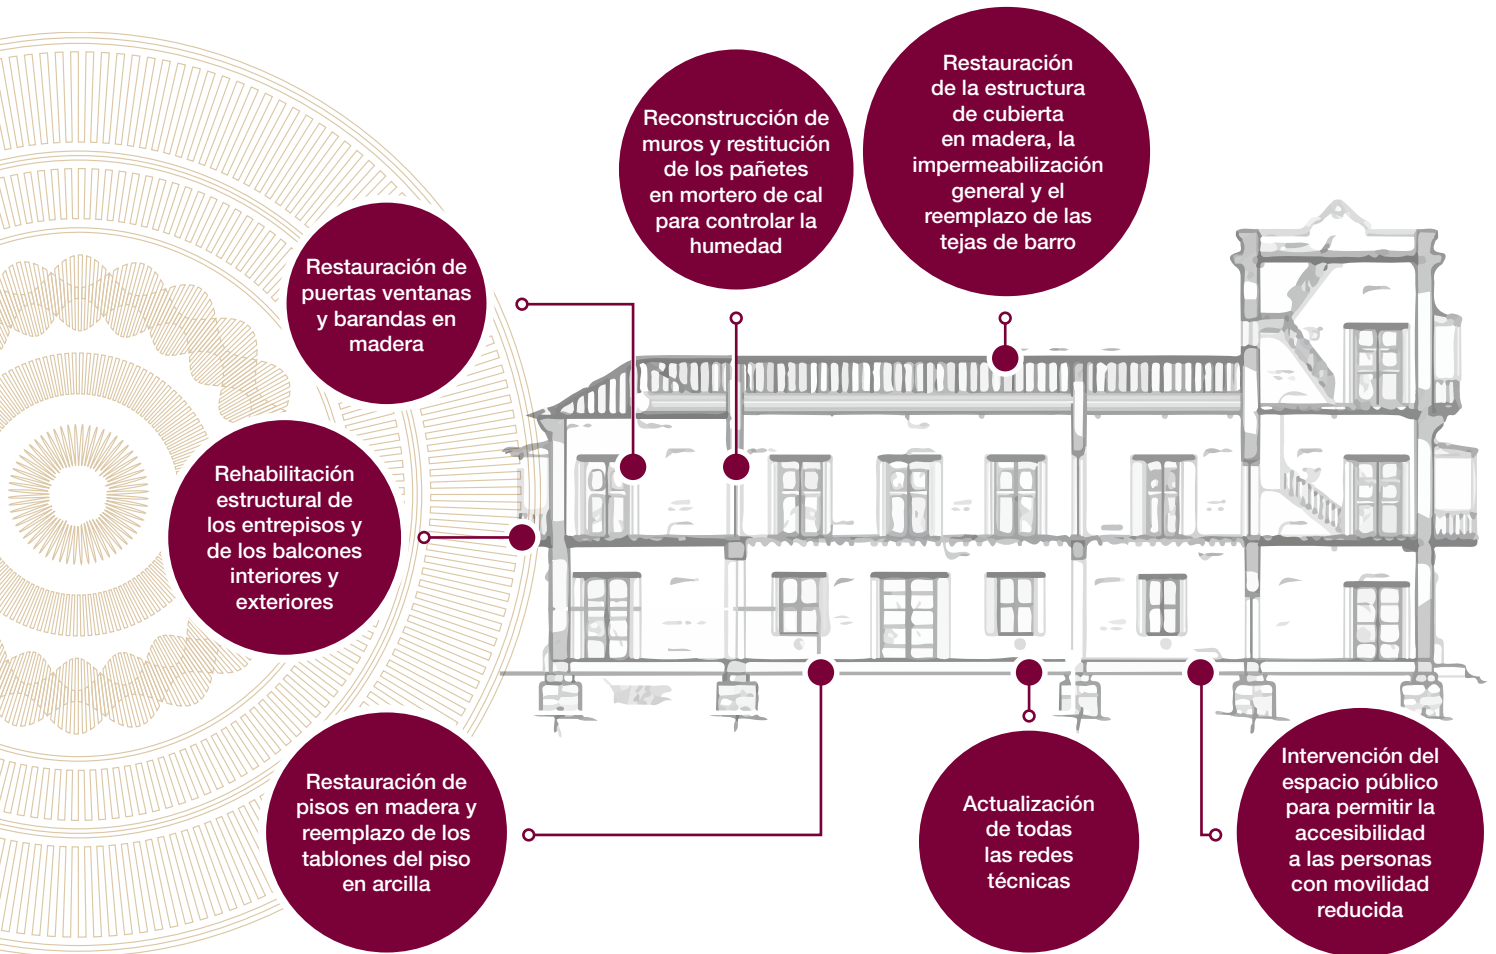 Restauración
de la estructura
de cubierta
en madera, la
impermeabilización
general y el
reemplazo de las
tejas de barro
Reconstrucción de
muros y restitución
de los pañetes
en mortero de cal
para controlar la
humedad
Restauración de
puertas ventanas
y barandas en
madera
Rehabilitación
estructural de
los entrepisos y
de los balcones
interiores y
exteriores
Restauración de
pisos en madera y
reemplazo de los
tablones del piso
en arcilla
Actualización
de todas
las redes
técnicas
Intervención del
espacio público
para permitir la
accesibilidad
a las personas
con movilidad
reducida